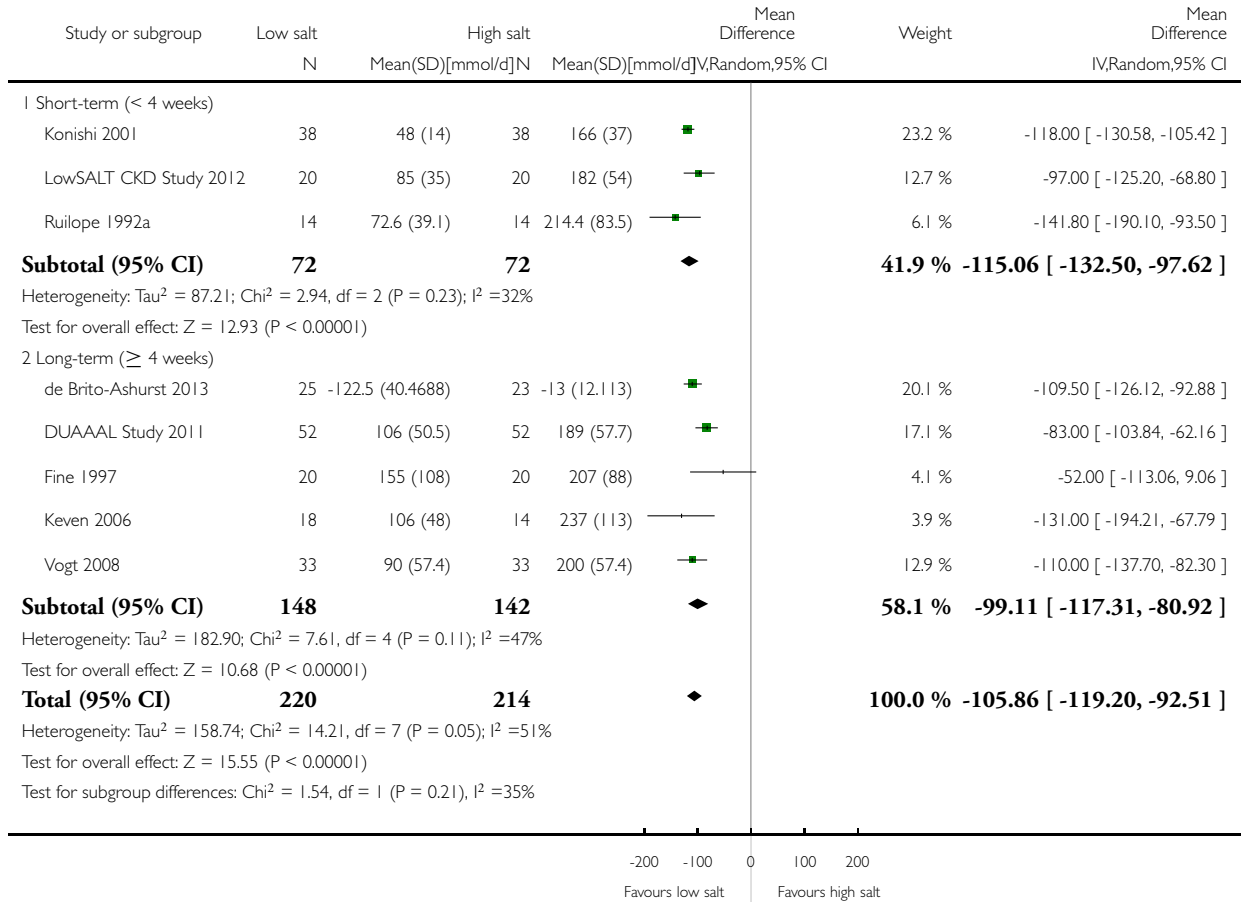 Study or subgroup Low salt High salt Mean Difference Weight Mean Difference
N Mean(SD)[mmol/d] N Mean(SD)[mmol/d] IV,Random,95% CI IV,Random,95% CI
1 Short-term (< 4 weeks)
Konishi 2001 38 48 (14) 38 166 (37) 23.2 % -118.00 [ -130.58, -105.42 ]
LowSALT CKD Study 2012 20 85 (35) 20 182 (54) 12.7 % -97.00 [ -125.20, -68.80 ]
Ruilope 1992a 14 72.6 (39.1) 14 214.4 (83.5) 6.1 % -141.80 [ -190.10, -93.50 ]
Subtotal (95% CI) 72 72 41.9 % -115.06 [ -132.50, -97.62 ]
Heterogeneity: Tau² = 87.21; Chi² = 2.94, df = 2 (P = 0.23); I² =32%
Test for overall effect: Z = 12.93 (P < 0.00001)
2 Long-term (≥ 4 weeks)
de Brito-Ashurst 2013 25 -122.5 (40.4688) 23 -13 (12.113) 20.1 % -109.50 [ -126.12, -92.88 ]
DUAAAL Study 2011 52 106 (50.5) 52 189 (57.7) 17.1 % -83.00 [ -103.84, -62.16 ]
Fine 1997 20 155 (108) 20 207 (88) 4.1 % -52.00 [ -113.06, 9.06 ]
Keven 2006 18 106 (48) 14 237 (113) 3.9 % -131.00 [ -194.21, -67.79 ]
Vogt 2008 33 90 (57.4) 33 200 (57.4) 12.9 % -110.00 [ -137.70, -82.30 ]
Subtotal (95% CI) 148 142 58.1 % -99.11 [ -117.31, -80.92 ]
Heterogeneity: Tau² = 182.90; Chi² = 7.61, df = 4 (P = 0.11); I² =47%
Test for overall effect: Z = 10.68 (P < 0.00001)
Total (95% CI) 220 214 100.0 % -105.86 [ -119.20, -92.51 ]
Heterogeneity: Tau² = 158.74; Chi² = 14.21, df = 7 (P = 0.05); I² =51%
Test for overall effect: Z = 15.55 (P < 0.00001)
Test for subgroup differences: Chi² = 1.54, df = 1 (P = 0.21), I² =35%
-200 -100 0 100 200
Favours low salt Favours high salt